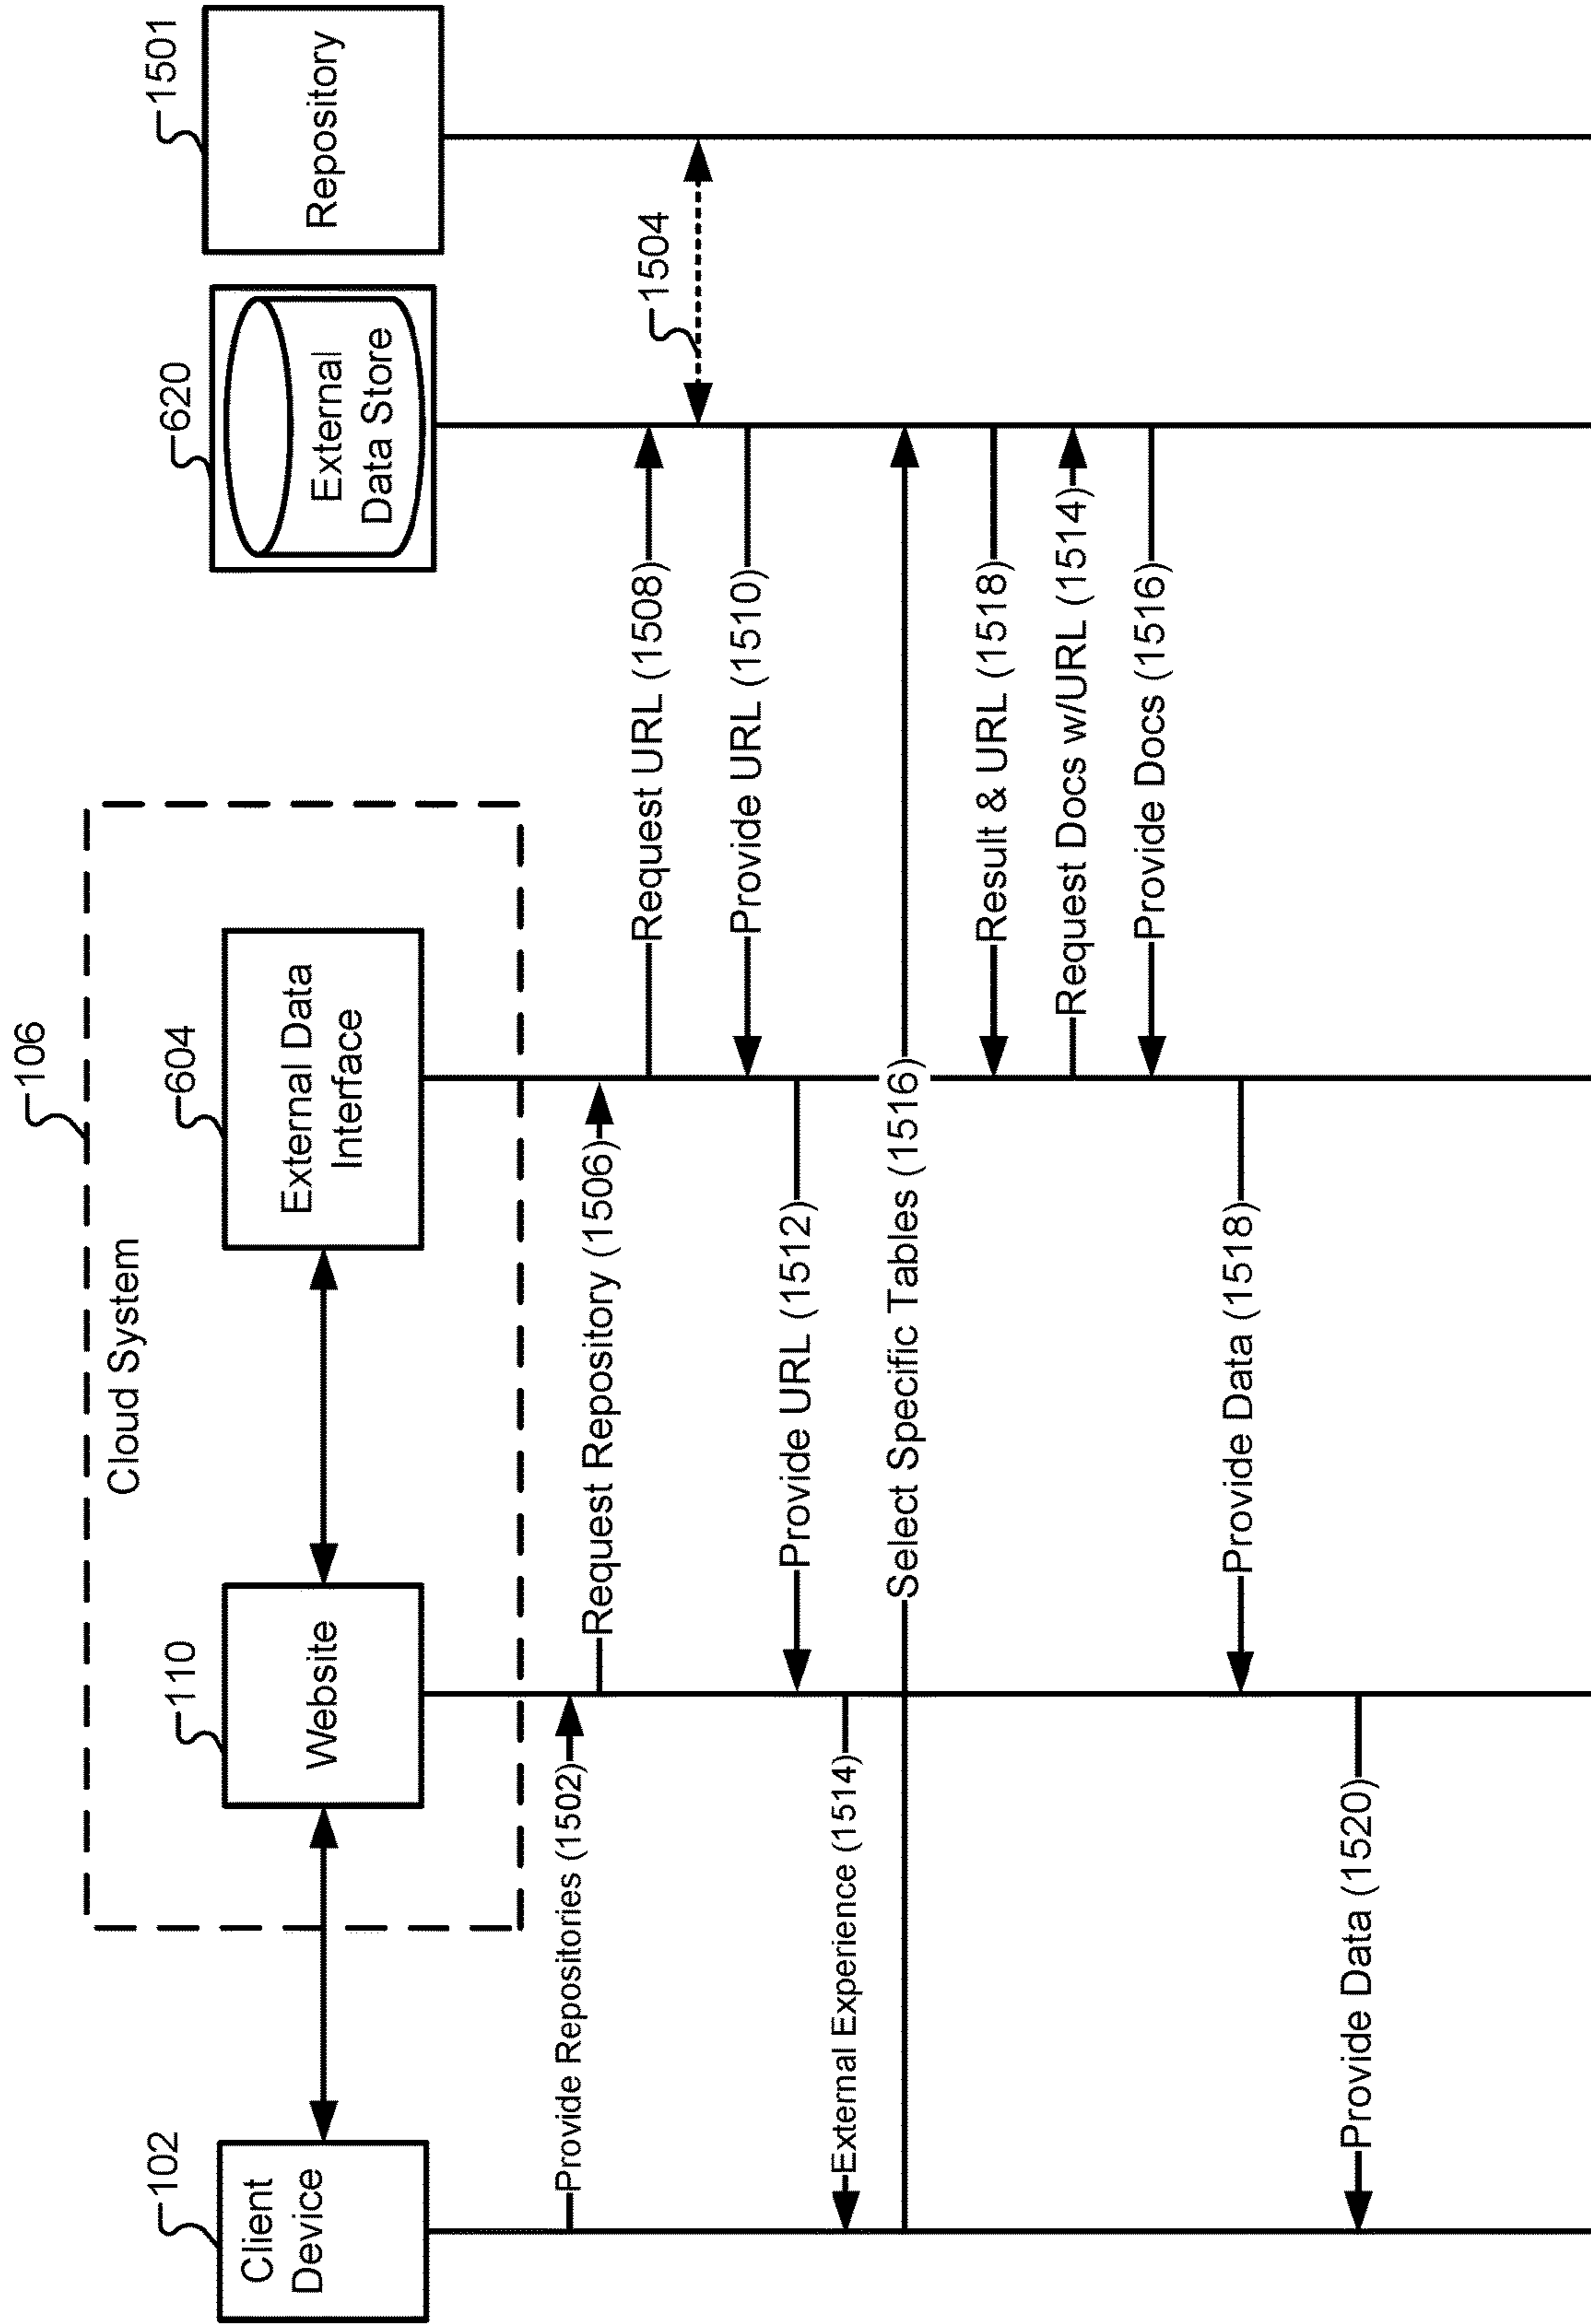 106
Cloud System
102
Client
Device
110
Website
604
External Data
Interface
620
External
Data Store
1501
Repository
Provide Repositories (1502)
Request Repository (1506)
Request URL (1508)
1504
Provide URL (1510)
Provide URL (1512)
External Experience (1514)
Select Specific Tables (1516)
Result & URL (1518)
Request Docs w/URL (1514)
Provide Docs (1516)
Provide Data (1518)
Provide Data (1520)